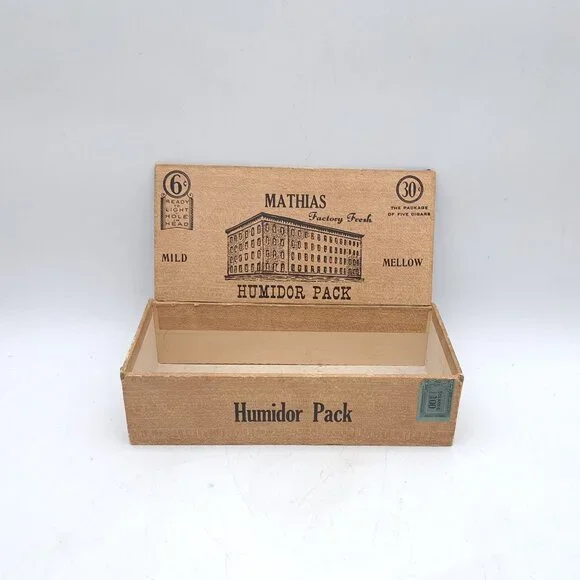 6¢
READY
TO
LIGHT
HOLE
IN
HEAD
MATHIAS
Factory Fresh
30¢
THE PACKAGE
OF FIVE CIGARS
MILD
MELLOW
HUMIDOR PACK
Humidor Pack
100